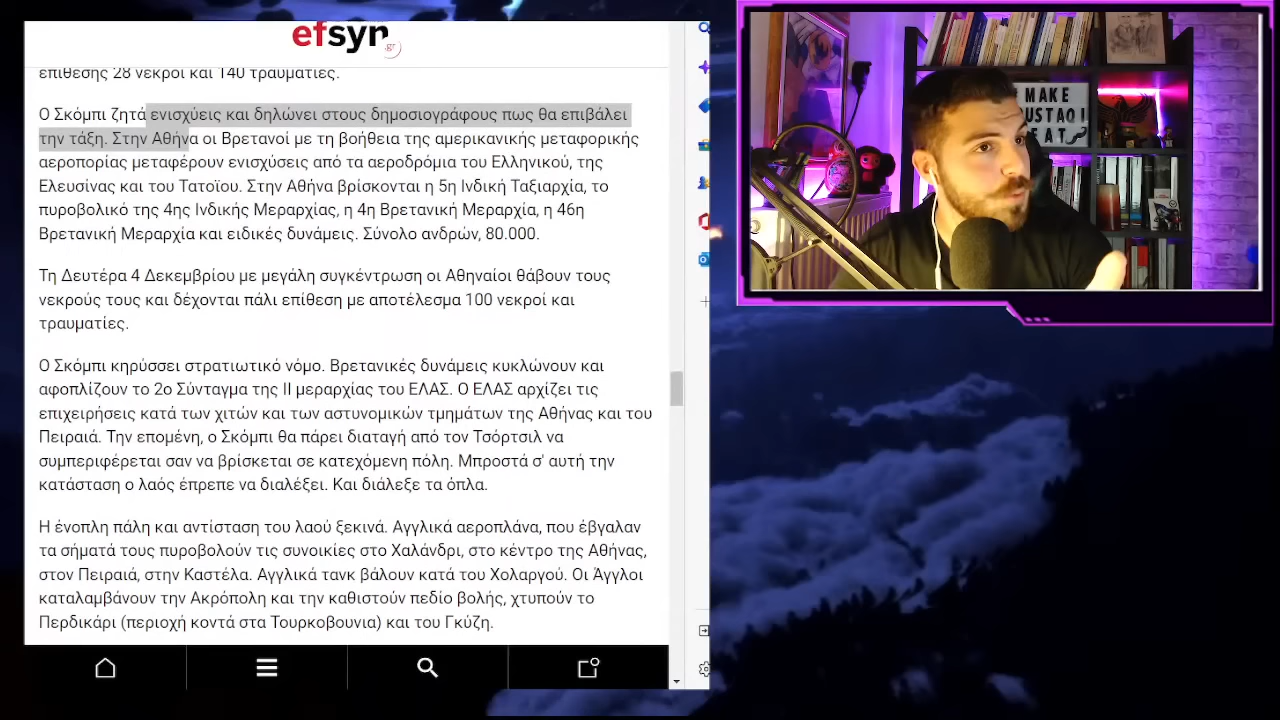 efsyn
.gr
επίθεσης 28 νεκροί και 140 τραυματίες.
Ο Σκόμπι ζητά ενισχύεις και δηλώνει στους δημοσιογράφους πως θα επιβάλει
την τάξη. Στην Αθήνα οι Βρετανοί με τη βοήθεια της αμερικανικής μεταφορικής
αεροπορίας μεταφέρουν ενισχύσεις από τα αεροδρόμια του Ελληνικού, της
Ελευσίνας και του Τατοΐου. Στην Αθήνα βρίσκονται η 5η Ινδική Ταξιαρχία, το
πυροβολικό της 4ης Ινδικής Μεραρχίας, η 4η Βρετανική Μεραρχία, η 46η
Βρετανική Μεραρχία και ειδικές δυνάμεις. Σύνολο ανδρών, 80.000.
Τη Δευτέρα 4 Δεκεμβρίου με μεγάλη συγκέντρωση οι Αθηναίοι θάβουν τους
νεκρούς τους και δέχονται πάλι επίθεση με αποτέλεσμα 100 νεκροί και
τραυματίες.
Ο Σκόμπι κηρύσσει στρατιωτικό νόμο. Βρετανικές δυνάμεις κυκλώνουν και
αφοπλίζουν το 2ο Σύνταγμα της ΙΙ μεραρχίας του ΕΛΑΣ. Ο ΕΛΑΣ αρχίζει τις
επιχειρήσεις κατά των χιτών και των αστυνομικών τμημάτων της Αθήνας και του
Πειραιά. Την επομένη, ο Σκόμπι θα πάρει διαταγή από τον Τσόρτσιλ να
συμπεριφέρεται σαν να βρίσκεται σε κατεχόμενη πόλη. Μπροστά σ' αυτή την
κατάσταση ο λαός έπρεπε να διαλέξει. Και διάλεξε τα όπλα.
Η ένοπλη πάλη και αντίσταση του λαού ξεκινά. Αγγλικά αεροπλάνα, που έβγαλαν
τα σήματά τους πυροβολούν τις συνοικίες στο Χαλάνδρι, στο κέντρο της Αθήνας,
στον Πειραιά, στην Καστέλα. Αγγλικά τανκ βάλουν κατά του Χολαργού. Οι Άγγλοι
καταλαμβάνουν την Ακρόπολη και την καθιστούν πεδίο βολής, χτυπούν το
Περδικάρι (περιοχή κοντά στα Τουρκοβουνια) και του Γκύζη.
MAKE